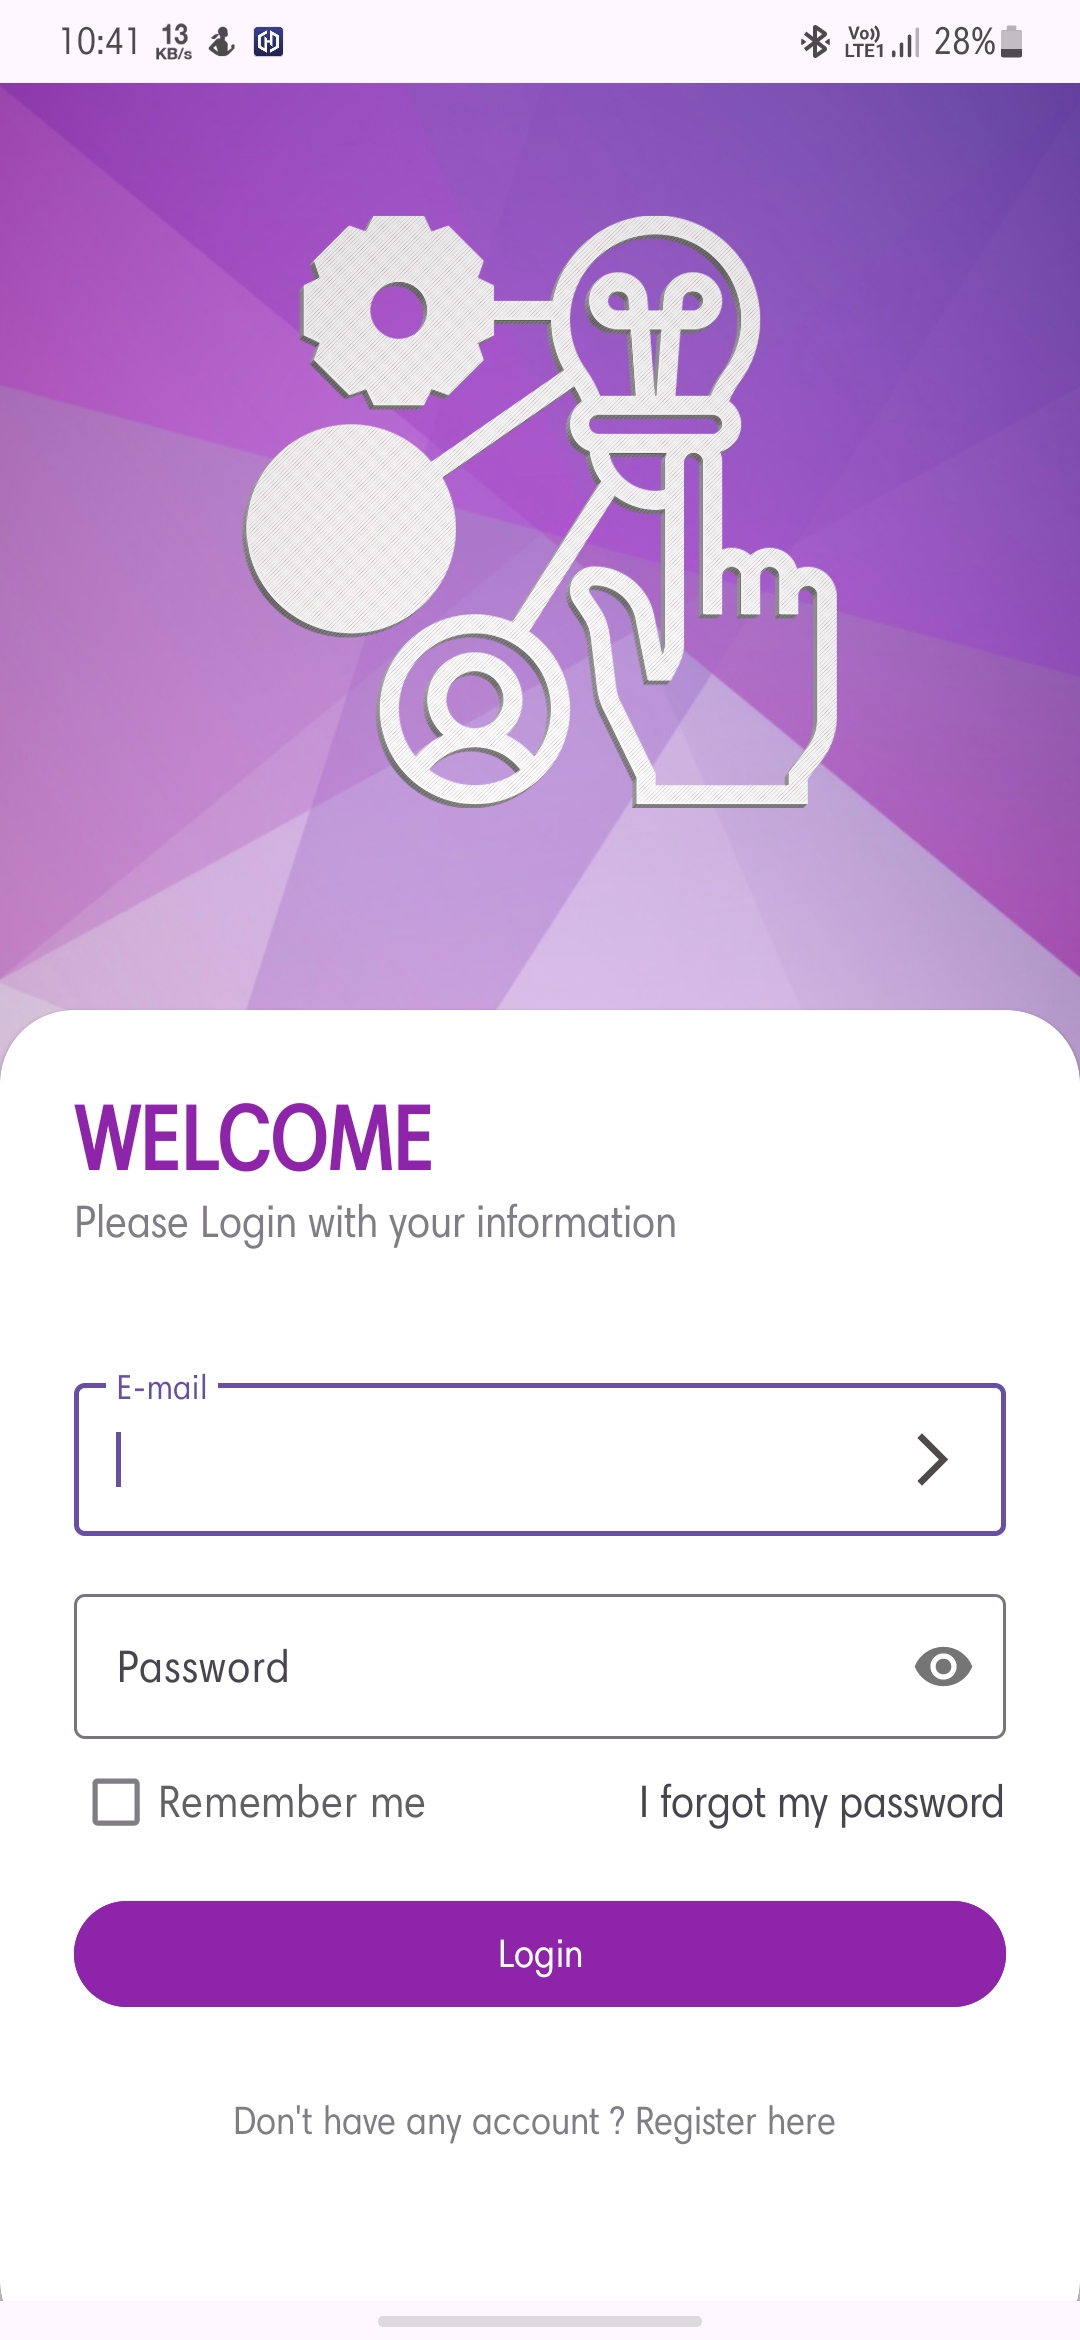 10:41 13 KB/s Vo)) LTE1 28%
WELCOME
Please Login with your information
E-mail
Password
Remember me I forgot my password
Login
Don't have any account ? Register here